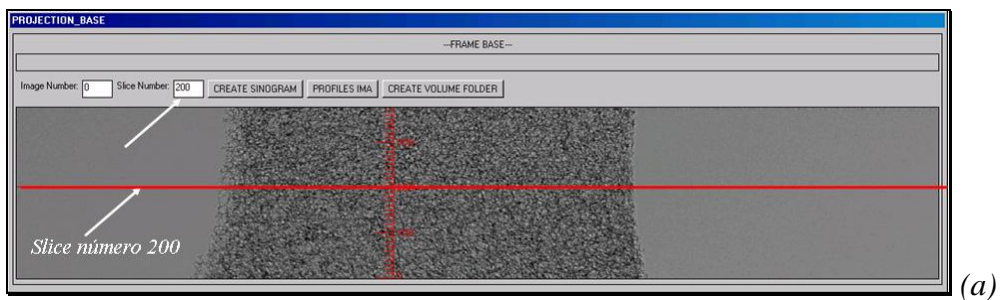 PROJECTION_BASE
--FRAME BASE--
Image Number: 0 Slice Number: 200 CREATE SINOGRAM PROFILES IMA CREATE VOLUME FOLDER
Slice número 200
(a)